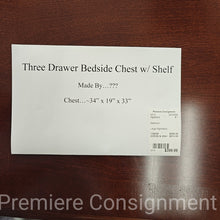 Three Drawer Bedside Chest w/ Shelf
Made By...???
Chest...~34" x 19" x 33"
Premiere Consignment